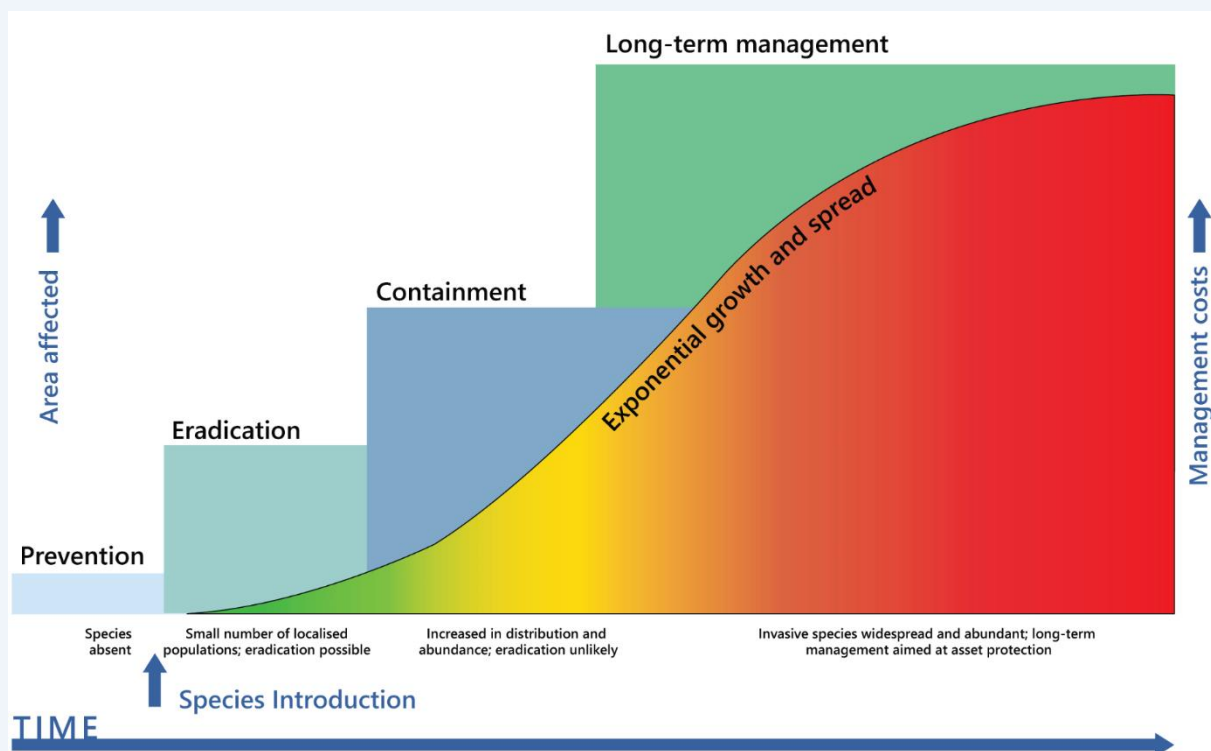 Long-term management
Containment
Eradication
Prevention
Area affected
Exponential growth and spread
Management costs
Species
absent
Small number of localised
populations; eradication possible
Increased in distribution and
abundance; eradication unlikely
Invasive species widespread and abundant; long-term
management aimed at asset protection
Species Introduction
TIME